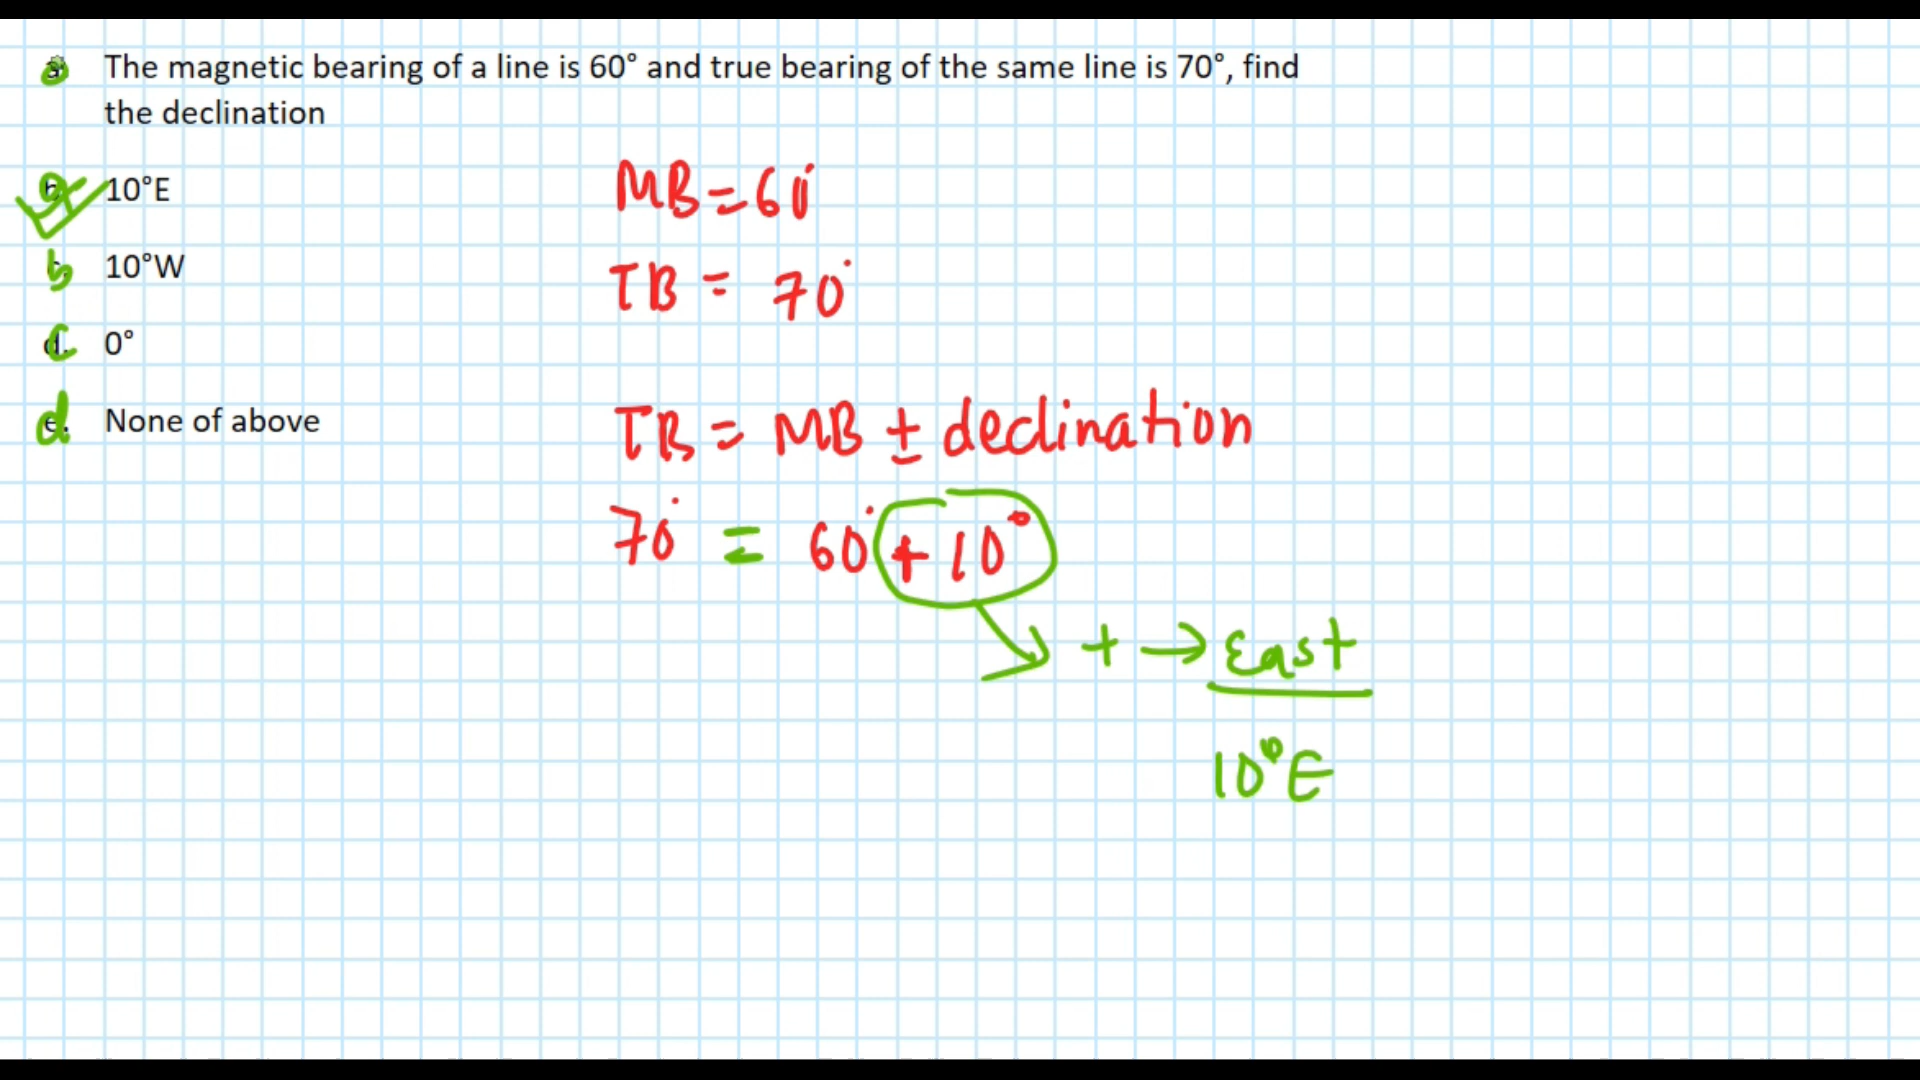 The magnetic bearing of a line is 60° and true bearing of the same line is 70°, find
the declination
a 10°E
b 10°W
c 0°
d None of above
MB = 60°
TB = 70°
TB = MB ± declination
70° = 60° + 10°
+ → East
10°E